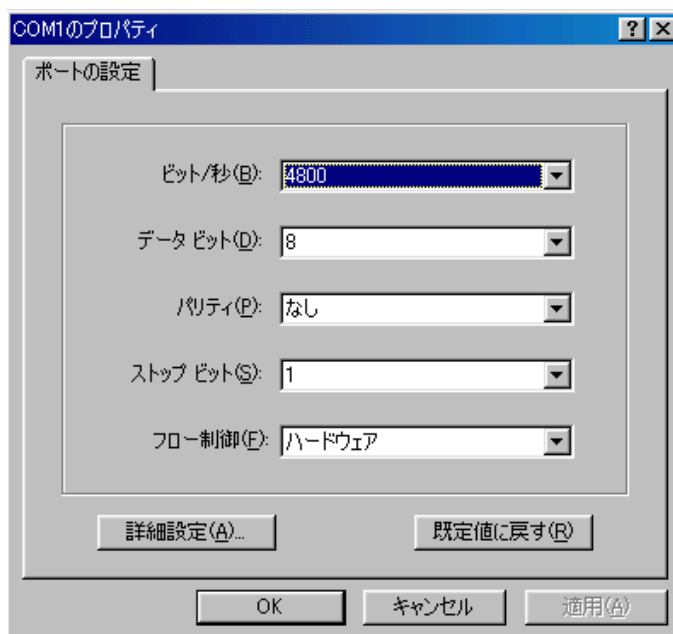 COM1のプロパティ
ポートの設定
ビット/秒(B): 4800
データ ビット(D): 8
パリティ(P): なし
ストップ ビット(S): 1
フロー制御(F): ハードウェア
詳細設定(A)... 既定値に戻す(R)
OK キャンセル 適用(A)